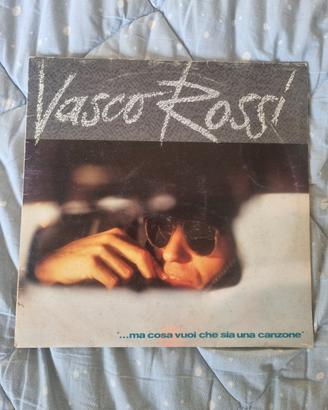 Vasco Rossi
"...ma cosa vuoi che sia una canzone"